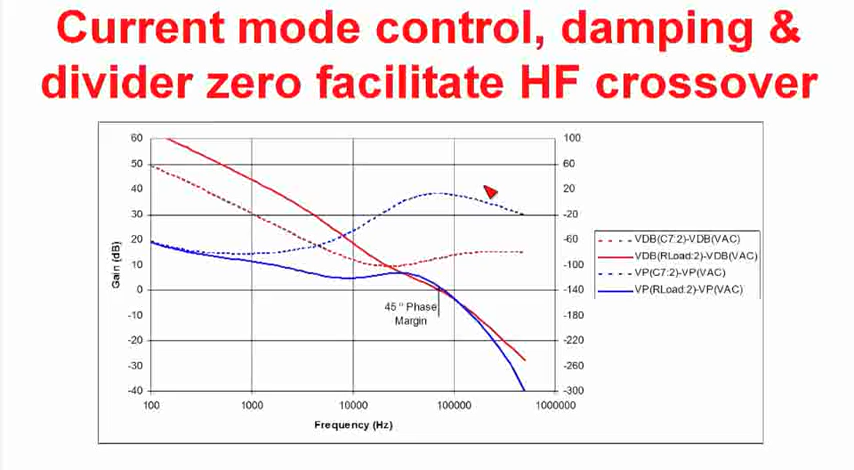 Current mode control, damping &
divider zero facilitate HF crossover
60
50
40
30
20
10
0
-10
-20
-30
-40
Gain (dB)
100
60
20
-20
-60
-100
-140
-180
-220
-260
-300
VDB(C7:2)-VDB(VAC)
VDB(RLoad:2)-VDB(VAC)
VP(C7:2)-VP(VAC)
VP(RLoad:2)-VP(VAC)
45 ° Phase
Margin
100
1000
10000
100000
1000000
Frequency (Hz)